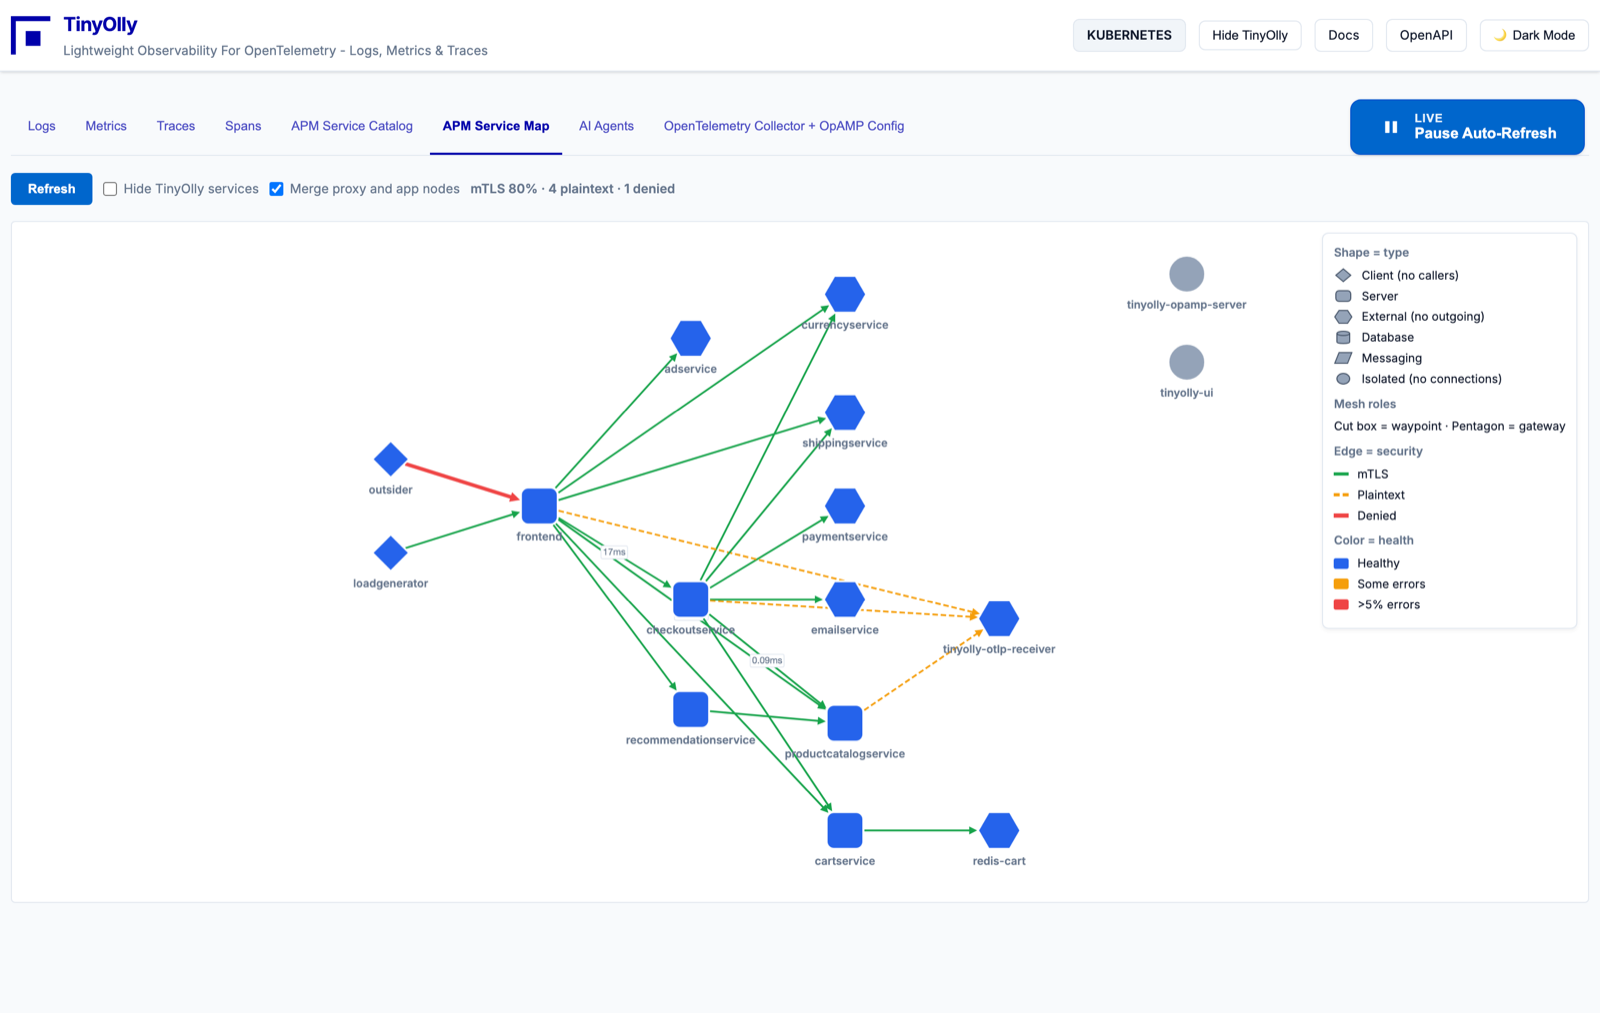 TinyOlly
Lightweight Observability For OpenTelemetry - Logs, Metrics & Traces
KUBERNETES
Hide TinyOlly
Docs
OpenAPI
🌙 Dark Mode
Logs
Metrics
Traces
Spans
APM Service Catalog
APM Service Map
AI Agents
OpenTelemetry Collector + OpAMP Config
LIVE
Pause Auto-Refresh
Refresh
Hide TinyOlly services
Merge proxy and app nodes
mTLS 80% · 4 plaintext · 1 denied
currencyservice
adservice
shippingservice
outsider
frontend
17ms
paymentservice
loadgenerator
checkoutservice
emailservice
0.09ms
tinyolly-otlp-receiver
recommendationservice
productcatalogservice
cartservice
redis-cart
tinyolly-opamp-server
tinyolly-ui
Shape = type
Client (no callers)
Server
External (no outgoing)
Database
Messaging
Isolated (no connections)
Mesh roles
Cut box = waypoint · Pentagon = gateway
Edge = security
mTLS
Plaintext
Denied
Color = health
Healthy
Some errors
>5% errors